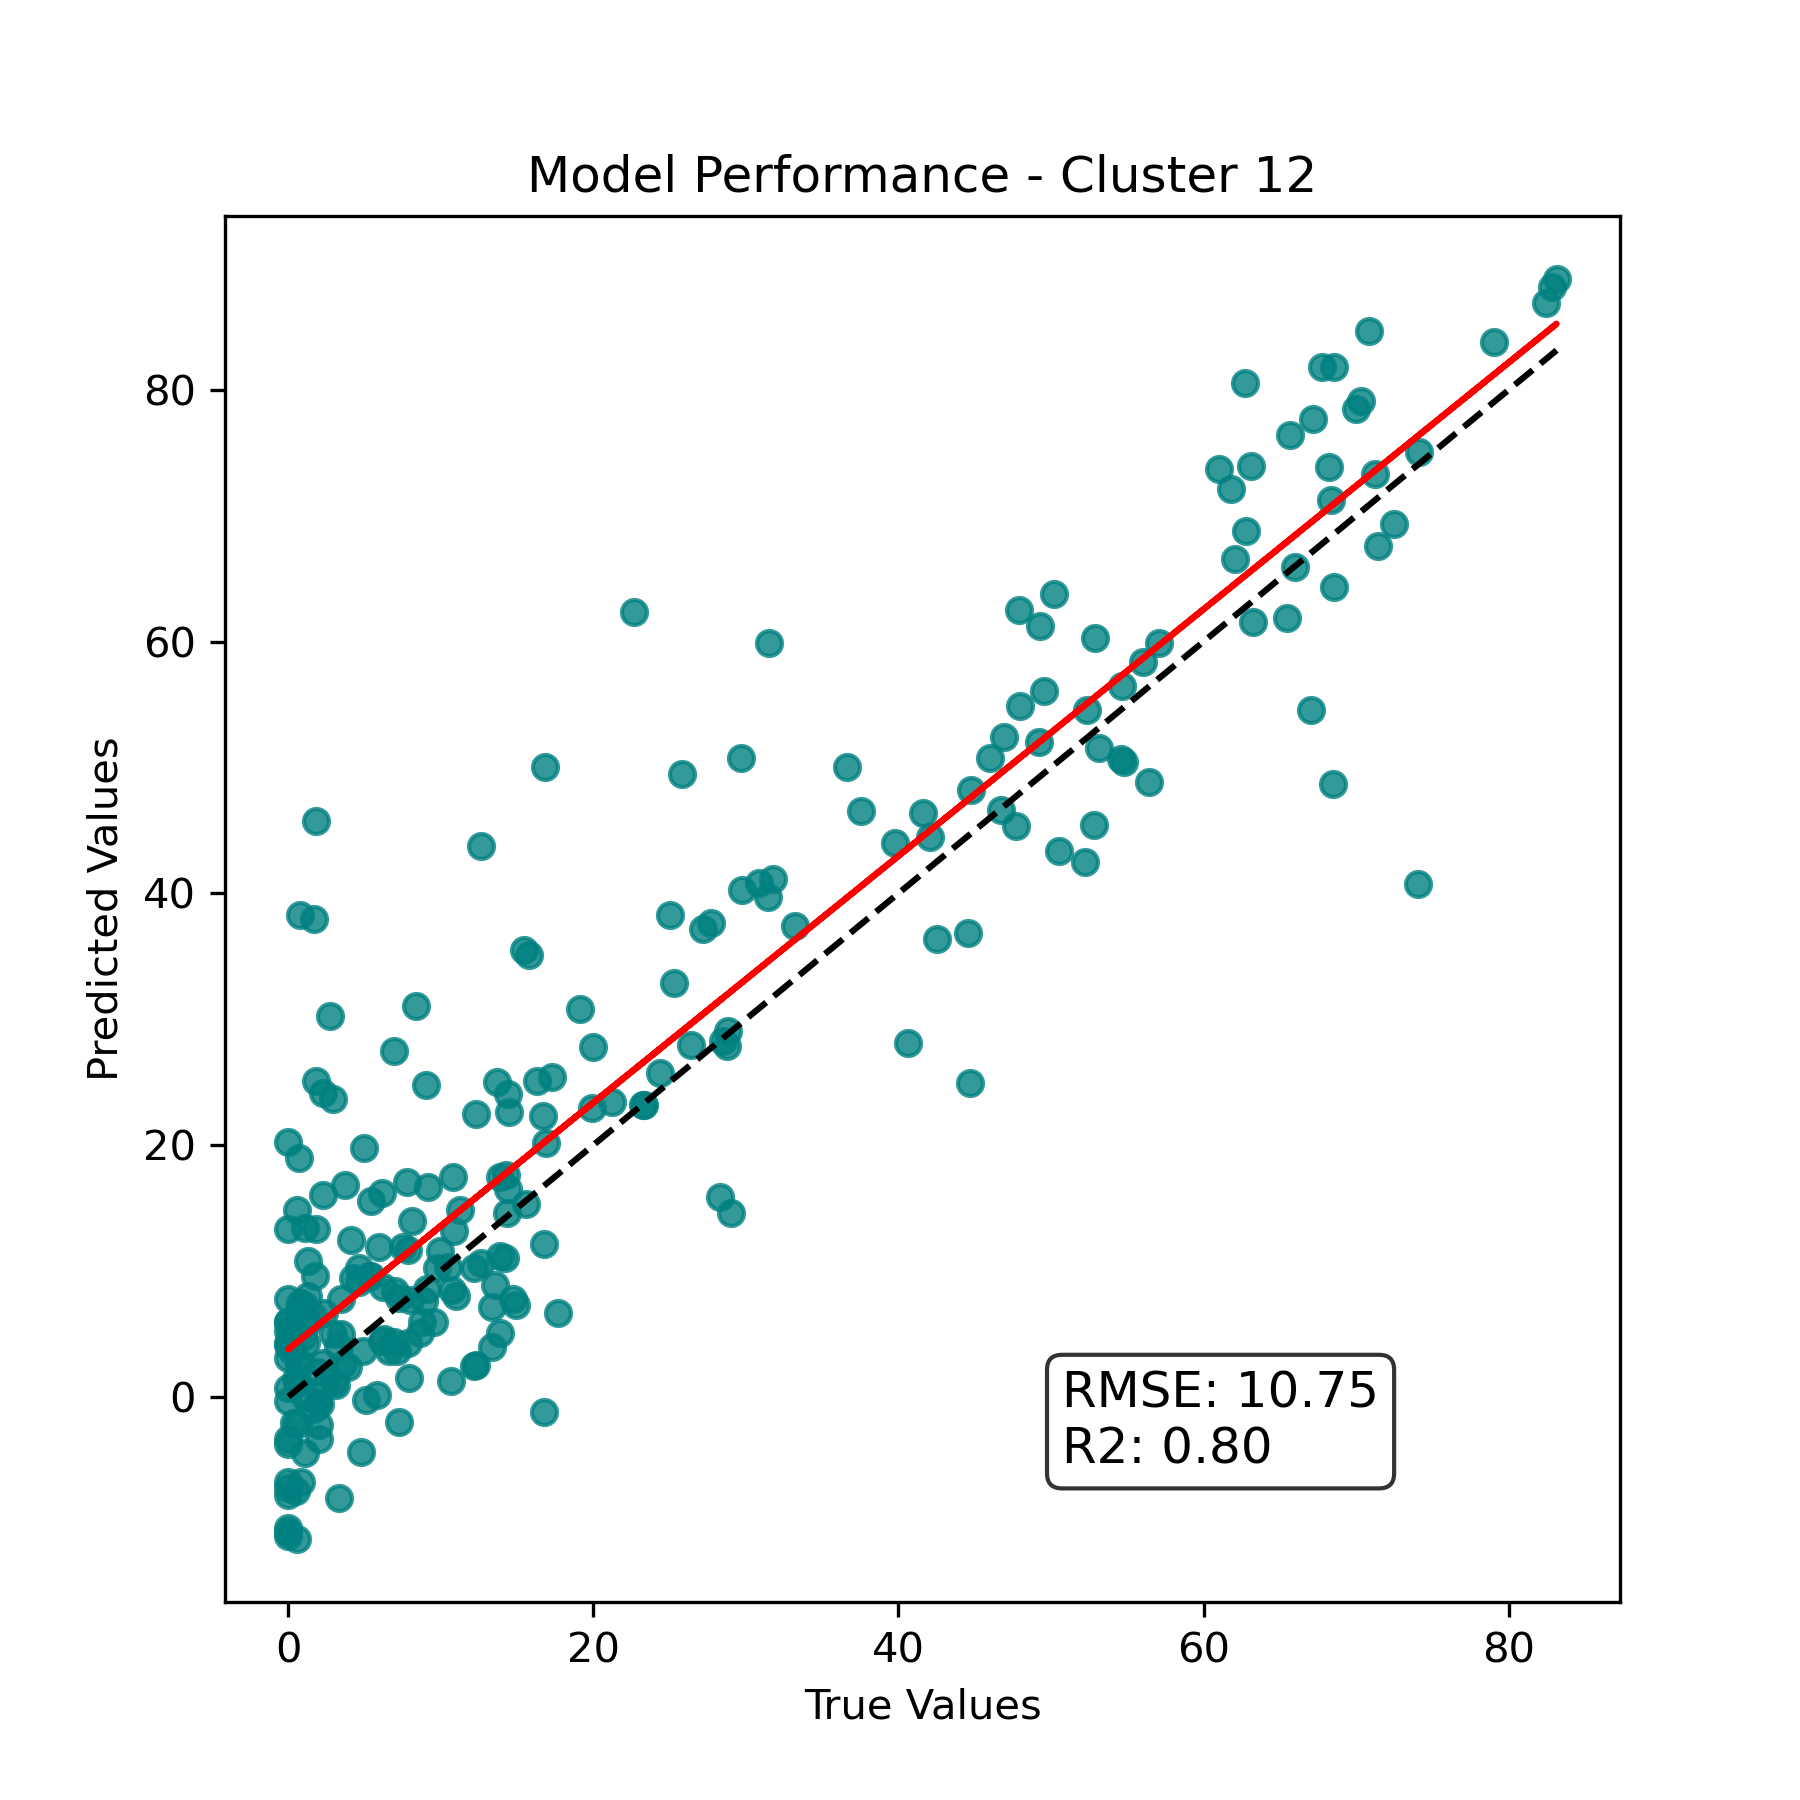 Model Performance - Cluster 12
Predicted Values
80
60
40
20
0
RMSE: 10.75
R2: 0.80
0 20 40 60 80
True Values